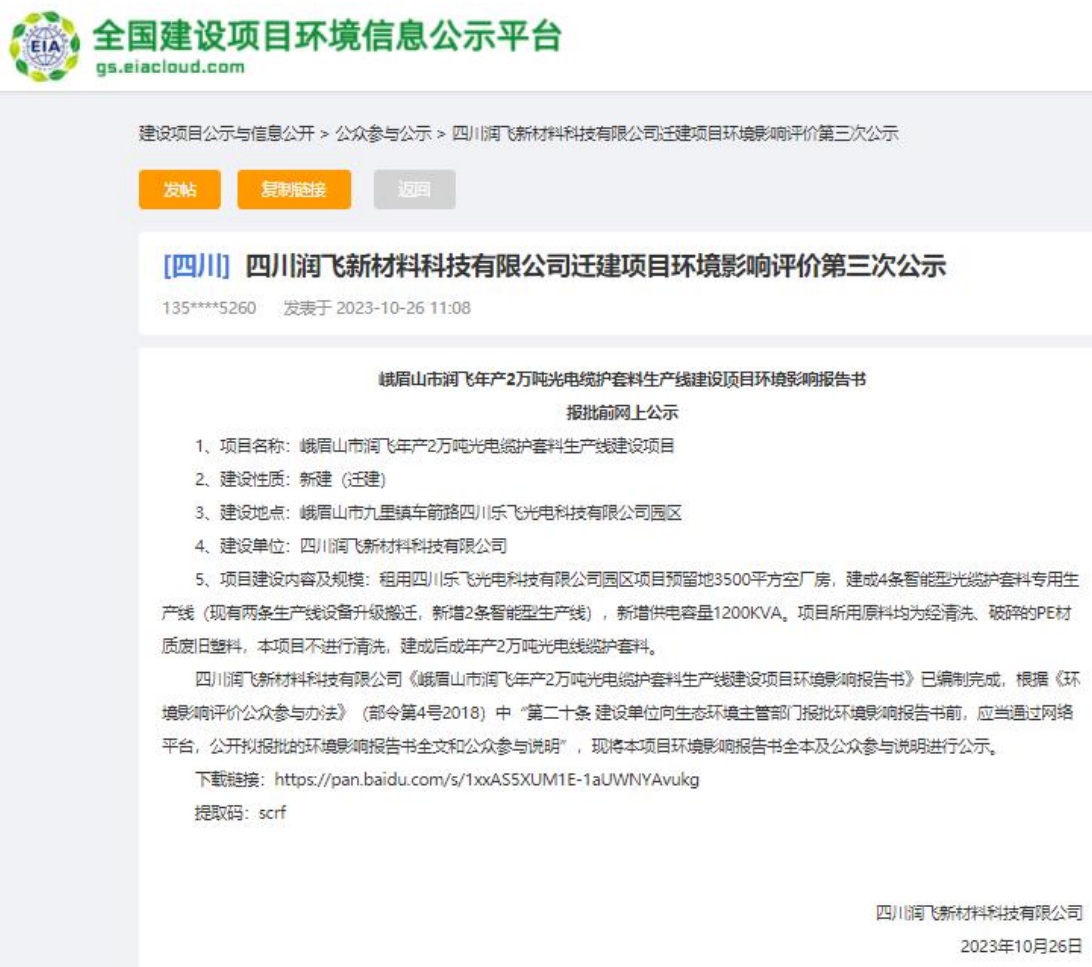 EIA
全国建设项目环境信息公示平台
gs.eiacloud.com
建设项目公示与信息公开 > 公众参与公示 > 四川润飞新材料科技有限公司迁建项目环境影响评价第三次公示
发帖 复制链接 返回
[四川] 四川润飞新材料科技有限公司迁建项目环境影响评价第三次公示
135****5260 发表于 2023-10-26 11:08
峨眉山市润飞年产2万吨光电缆护套料生产线建设项目环境影响报告书
报批前网上公示
1、项目名称：峨眉山市润飞年产2万吨光电缆护套料生产线建设项目
2、建设性质：新建（迁建）
3、建设地点：峨眉山市九里镇车箭路四川乐飞光电科技有限公司园区
4、建设单位：四川润飞新材料科技有限公司
5、项目建设内容及规模：租用四川乐飞光电科技有限公司园区项目预留地3500平方空厂房，建成4条智能型光缆护套料专用生
产线（现有两条生产线设备升级搬迁，新增2条智能型生产线），新增供电容量1200KVA。项目所用原料均为经清洗、破碎的PE材
质废旧塑料，本项目不进行清洗，建成后成年产2万吨光电线缆护套料。
四川润飞新材料科技有限公司《峨眉山市润飞年产2万吨光电缆护套料生产线建设项目环境影响报告书》已编制完成，根据《环
境影响评价公众参与办法》（部令第4号2018）中“第二十条 建设单位向生态环境主管部门报批环境影响报告书前，应当通过网络
平台，公开拟报批的环境影响报告书全文和公众参与说明”，现将本项目环境影响报告书全本及公众参与说明进行公示。
下载链接：https://pan.baidu.com/s/1xxAS5XUM1E-1aUWNYAvukg
提取码：scrf
四川润飞新材料科技有限公司
2023年10月26日